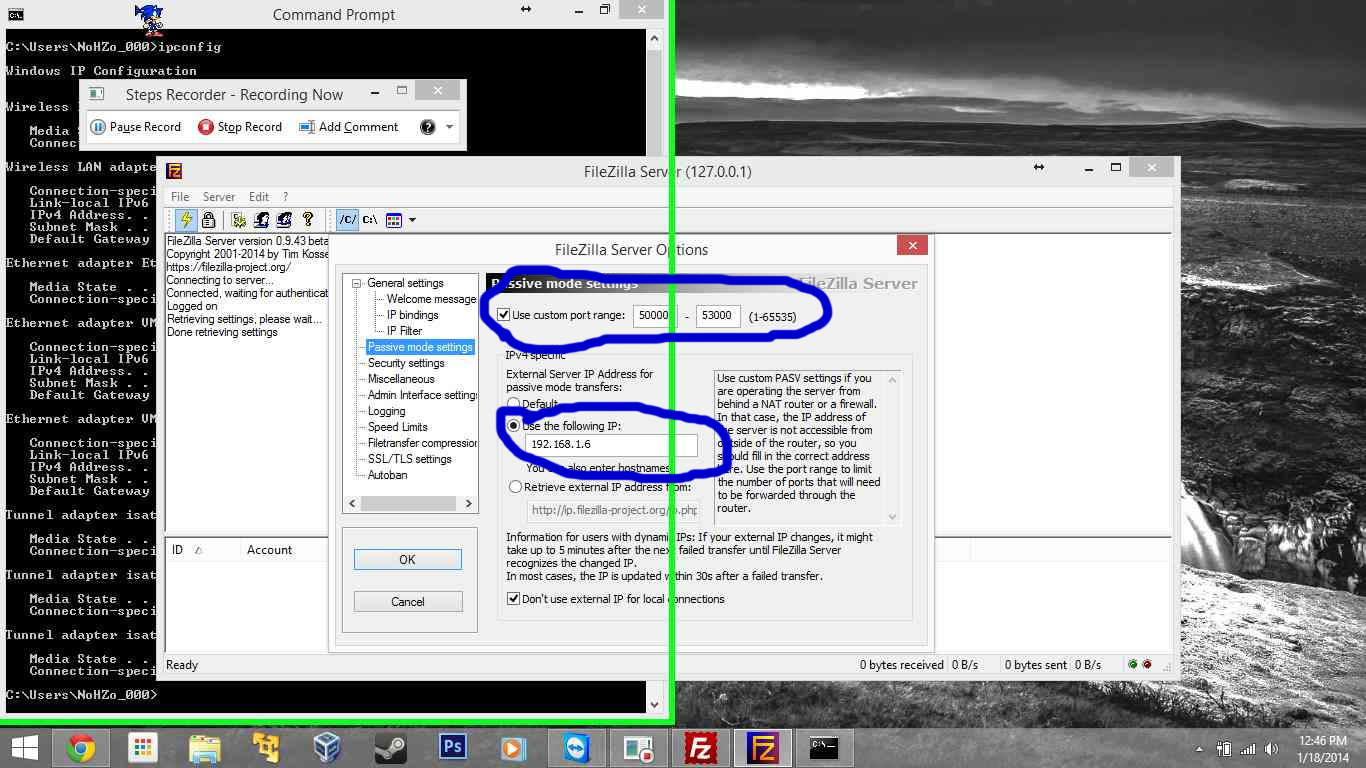 Command Prompt
C:\Users\NoHZo_000>ipconfig
Windows IP Configuration
Wireless
Media
Connec
Wireless LAN adapte
Connection-speci
Link-local IPv6
IPv4 Address. . .
Subnet Mask . . .
Default Gateway
Ethernet adapter Et
Media State . . .
Connection-speci
Ethernet adapter VM
Connection-speci
Link-local IPv6
IPv4 Address. . .
Subnet Mask . . .
Default Gateway
Ethernet adapter VM
Connection-speci
Link-local IPv6
IPv4 Address. . .
Subnet Mask . . .
Default Gateway
Tunnel adapter isat
Media State . . .
Connection-speci
Tunnel adapter isat
Media State . . .
Connection-speci
Tunnel adapter isat
Media State . . .
Connection-speci
C:\Users\NoHZo_000>
Steps Recorder - Recording Now
Pause Record Stop Record Add Comment
FileZilla Server (127.0.0.1)
File Server Edit ?
/C/ C:\
FileZilla Server version 0.9.43 beta
Copyright 2001-2014 by Tim Kosse
https://filezilla-project.org/
Connecting to server...
Connected, waiting for authenticat
Logged on
Retrieving settings, please wait...
Done retrieving settings
ID Account
Ready 0 bytes received 0 B/s 0 bytes sent 0 B/s
FileZilla Server Options
General settings
Welcome message
IP bindings
IP Filter
Passive mode settings
Security settings
Miscellaneous
Admin Interface setting
Logging
Speed Limits
Filetransfer compression
SSL/TLS settings
Autoban
OK
Cancel
Passive mode settings FileZilla Server
Use custom port range: 50000 - 53000 (1-65535)
IPv4 specific
External Server IP Address for
passive mode transfers:
Default
Use the following IP:
192.168.1.6
You can also enter hostnames
Retrieve external IP address from:
http://ip.filezilla-project.org/ip.php
Use custom PASV settings if you
are operating the server from
behind a NAT router or a firewall.
In that case, the IP address of
the server is not accessible from
outside of the router, so you
should fill in the correct address
here. Use the port range to limit
the number of ports that will need
to be forwarded through the
router.
Information for users with dynamic IPs: If your external IP changes, it might
take up to 5 minutes after the next failed transfer until FileZilla Server
recognizes the changed IP.
In most cases, the IP is updated within 30s after a failed transfer.
Don't use external IP for local connections
Ps
Fz
FZ
12:46 PM
1/18/2014